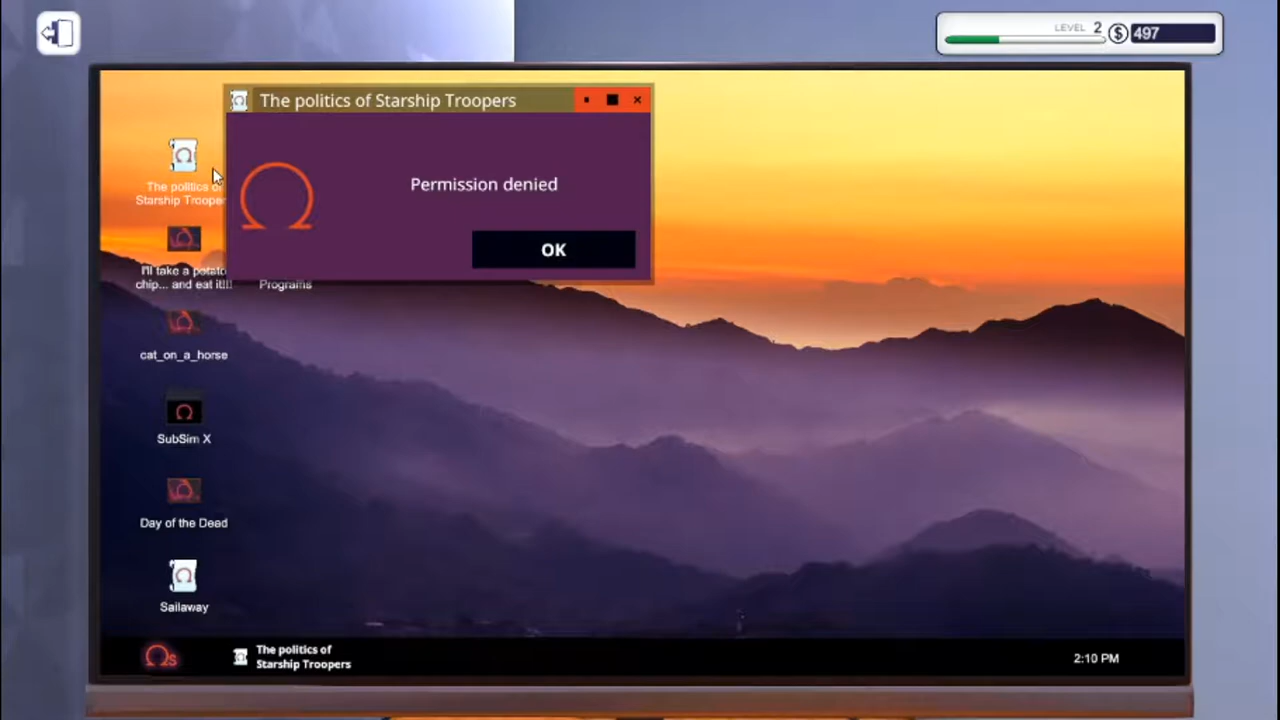 LEVEL 2
497
The politics of Starship Troopers
Permission denied
OK
The politics of
Starship Trooper
I'll take a potato
chip... and eat it!!!
Programs
cat_on_a_horse
SubSim X
Day of the Dead
Sailaway
Ωs
The politics of
Starship Troopers
2:10 PM